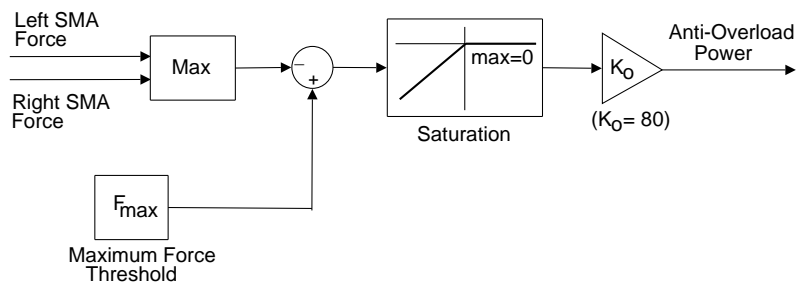 Left SMA
Force
Right SMA
Force
Max
−
+
max=0
Saturation
Ko
(Ko= 80)
Anti-Overload
Power
Fmax
Maximum Force
Threshold